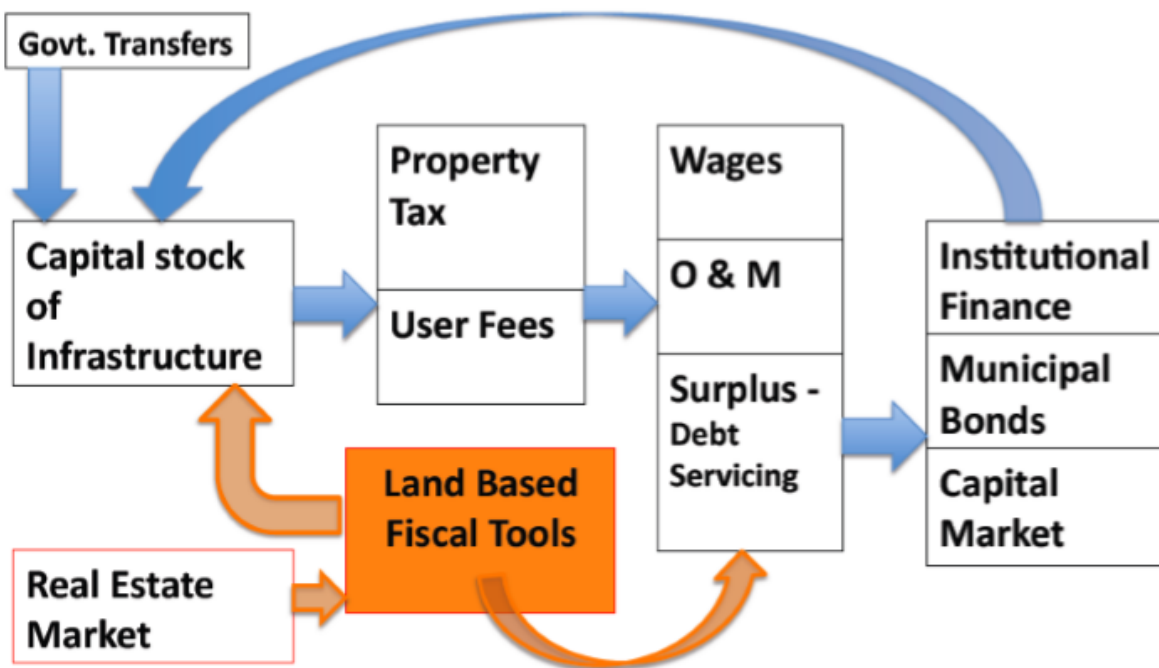 Govt. Transfers
Capital stock
of
Infrastructure
Property
Tax
User Fees
Wages
O & M
Surplus -
Debt
Servicing
Institutional
Finance
Municipal
Bonds
Capital
Market
Land Based
Fiscal Tools
Real Estate
Market